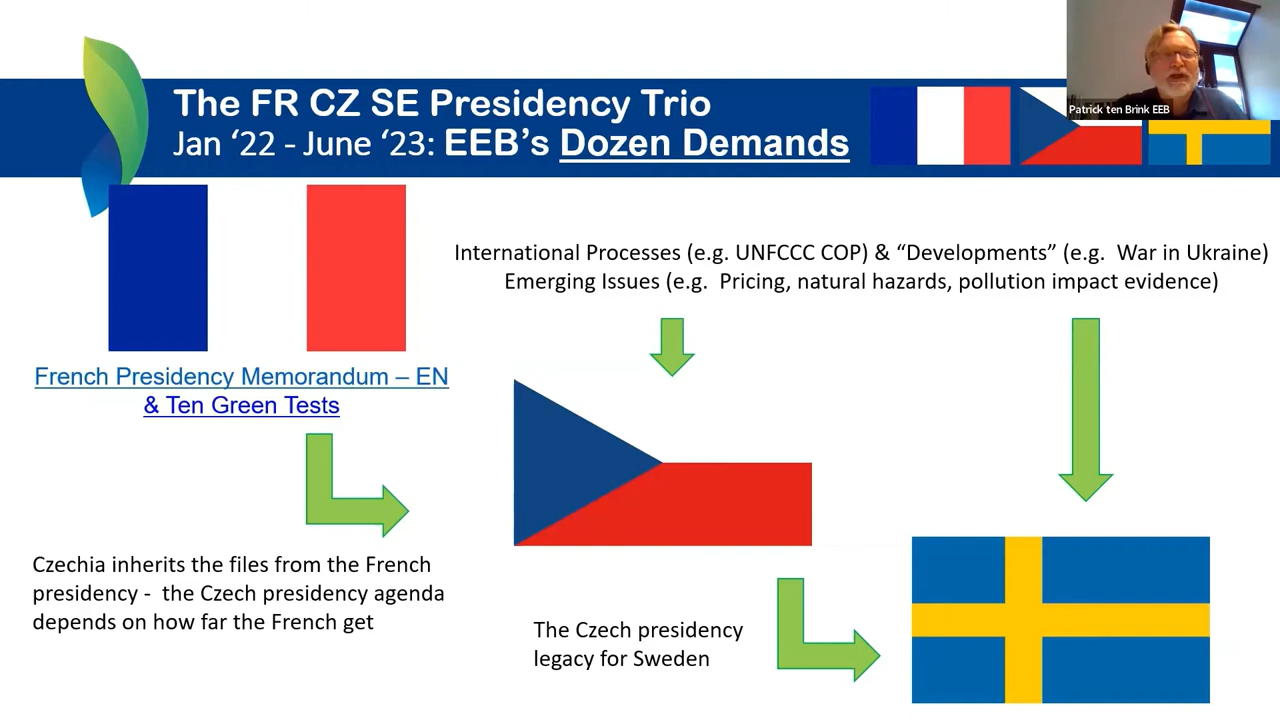 The FR CZ SE Presidency Trio
Jan ‘22 - June ‘23: EEB’s Dozen Demands
Patrick ten Brink EEB
International Processes (e.g. UNFCCC COP) & “Developments” (e.g. War in Ukraine)
Emerging Issues (e.g. Pricing, natural hazards, pollution impact evidence)
French Presidency Memorandum – EN
& Ten Green Tests
Czechia inherits the files from the French
presidency - the Czech presidency agenda
depends on how far the French get
The Czech presidency
legacy for Sweden